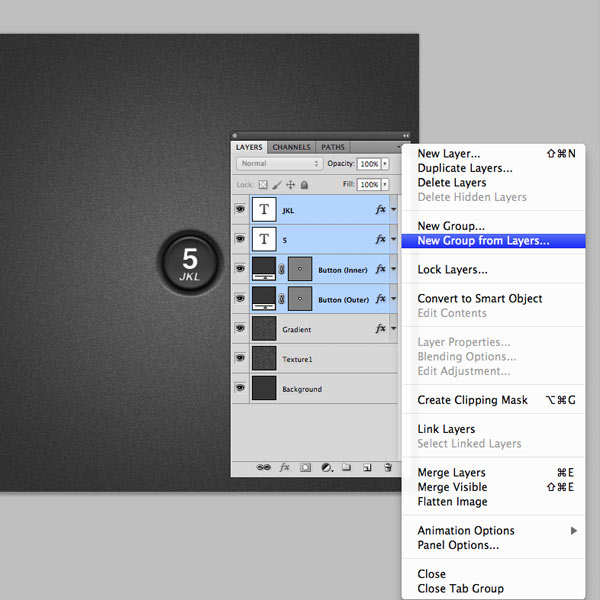 5
JKL
LAYERS CHANNELS PATHS
Normal Opacity: 100%
Lock: Fill: 100%
T JKL fx
T 5 fx
Button (Inner) fx
Button (Outer) fx
Gradient fx
Texture1
Background
fx
New Layer... ⇧⌘N
Duplicate Layers...
Delete Layers
Delete Hidden Layers
New Group...
New Group from Layers...
Lock Layers...
Convert to Smart Object
Edit Contents
Layer Properties...
Blending Options...
Edit Adjustment...
Create Clipping Mask ⌥⌘G
Link Layers
Select Linked Layers
Merge Layers ⌘E
Merge Visible ⇧⌘E
Flatten Image
Animation Options
Panel Options...
Close
Close Tab Group